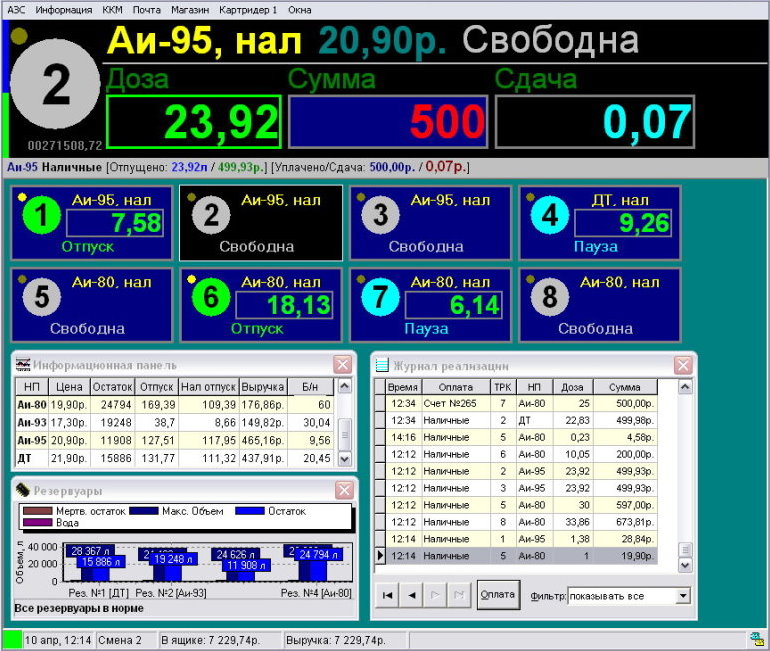 АЗС Информация ККМ Почта Магазин Картридер 1 Окна
Аи-95, нал 20,90р. Свободна
2
Доза Сумма Сдача
23,92 500 0,07
00271508,72
Аи-95 Наличные [Отпущено: 23,92л / 499,93р.] [Уплачено/Сдача: 500,00р. / 0,07р.]
1 Аи-95, нал 7,58 Отпуск
2 Аи-95, нал Свободна
3 Аи-95, нал Свободна
4 ДТ, нал 9,26 Пауза
5 Аи-80, нал Свободна
6 Аи-80, нал 18,13 Отпуск
7 Аи-80, нал 6,14 Пауза
8 Аи-80, нал Свободна
Информационная панель
НП Цена Остаток Отпуск Нал отпуск Выручка Б/н
Аи-80 19,90р. 24794 169,39 109,39 176,86р. 60
Аи-93 17,30р. 19248 38,7 8,66 149,82р. 30,04
Аи-95 20,90р. 11908 127,51 117,95 465,16р. 9,56
ДТ 21,90р. 15886 131,77 111,32 437,91р. 20,45
Резервуары
Мертв. остаток Макс. Объем Остаток
Вода
Объем, л
40 000
20 000
0
28 367 л 24 626 л
15 886 л 19 248 л 11 908 л 24 794 л
Рез. №1 [ДТ] Рез. №2 [Аи-93] Рез. №4 [Аи-80]
Все резервуары в норме
Журнал реализации
Время Оплата ТРК НП Доза Сумма
12:34 Счет №265 7 Аи-80 25 500,00р.
12:34 Наличные 2 ДТ 22,83 499,98р.
14:16 Наличные 5 Аи-80 0,23 4,58р.
12:12 Наличные 6 Аи-80 10,05 200,00р.
12:12 Наличные 2 Аи-95 23,92 499,93р.
12:12 Наличные 3 Аи-95 23,92 499,93р.
12:12 Наличные 5 Аи-80 30 597,00р.
12:12 Наличные 8 Аи-80 33,86 673,81р.
12:14 Наличные 1 Аи-95 1,38 28,84р.
12:14 Наличные 5 Аи-80 1 19,90р.
Оплата Фильтр: показывать все
10 апр, 12:14 Смена 2 В ящике: 7 229,74р. Выручка: 7 229,74р.